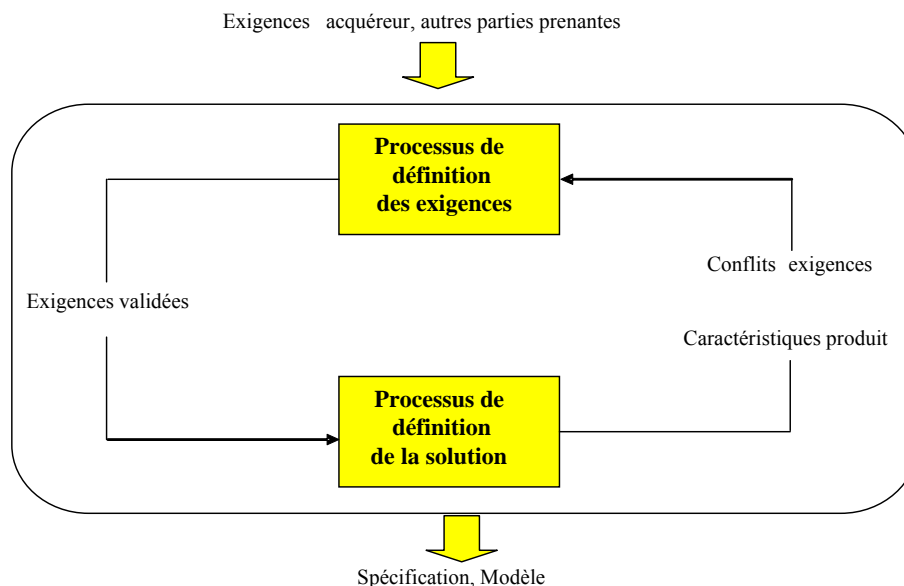 Exigences acquéreur, autres parties prenantes
Processus de
définition
des exigences
Conflits exigences
Exigences validées
Caractéristiques produit
Processus de
définition
de la solution
Spécification, Modèle